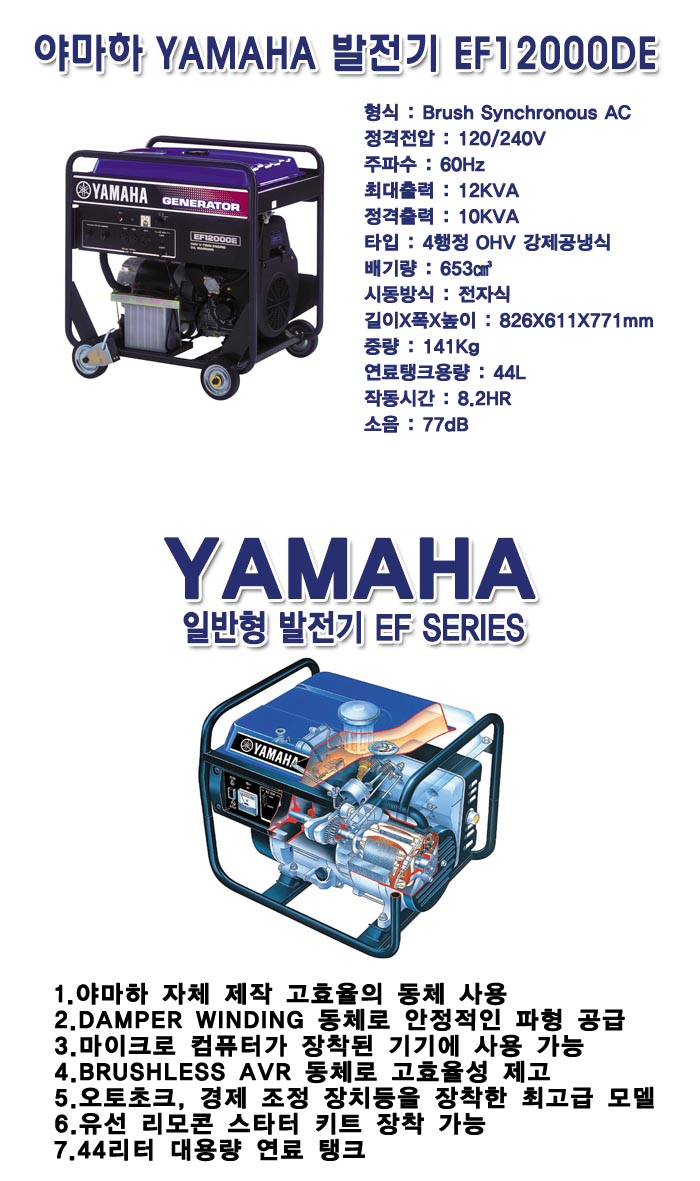 야마하 YAMAHA 발전기 EF12000DE
형식 : Brush Synchronous AC
정격전압 : 120/240V
주파수 : 60Hz
최대출력 : 12KVA
정격출력 : 10KVA
타입 : 4행정 OHV 강제공냉식
배기량 : 653㎤
시동방식 : 전자식
길이X폭X높이 : 826X611X771mm
중량 : 141Kg
연료탱크용량 : 44L
작동시간 : 8.2HR
소음 : 77dB
YAMAHA
GENERATOR
EF12000E
YAMAHA
일반형 발전기 EF SERIES
YAMAHA
1.야마하 자체 제작 고효율의 동체 사용
2.DAMPER WINDING 동체로 안정적인 파형 공급
3.마이크로 컴퓨터가 장착된 기기에 사용 가능
4.BRUSHLESS AVR 동체로 고효율성 제고
5.오토초크, 경제 조정 장치등을 장착한 최고급 모델
6.유선 리모콘 스타터 키트 장착 가능
7.44리터 대용량 연료 탱크